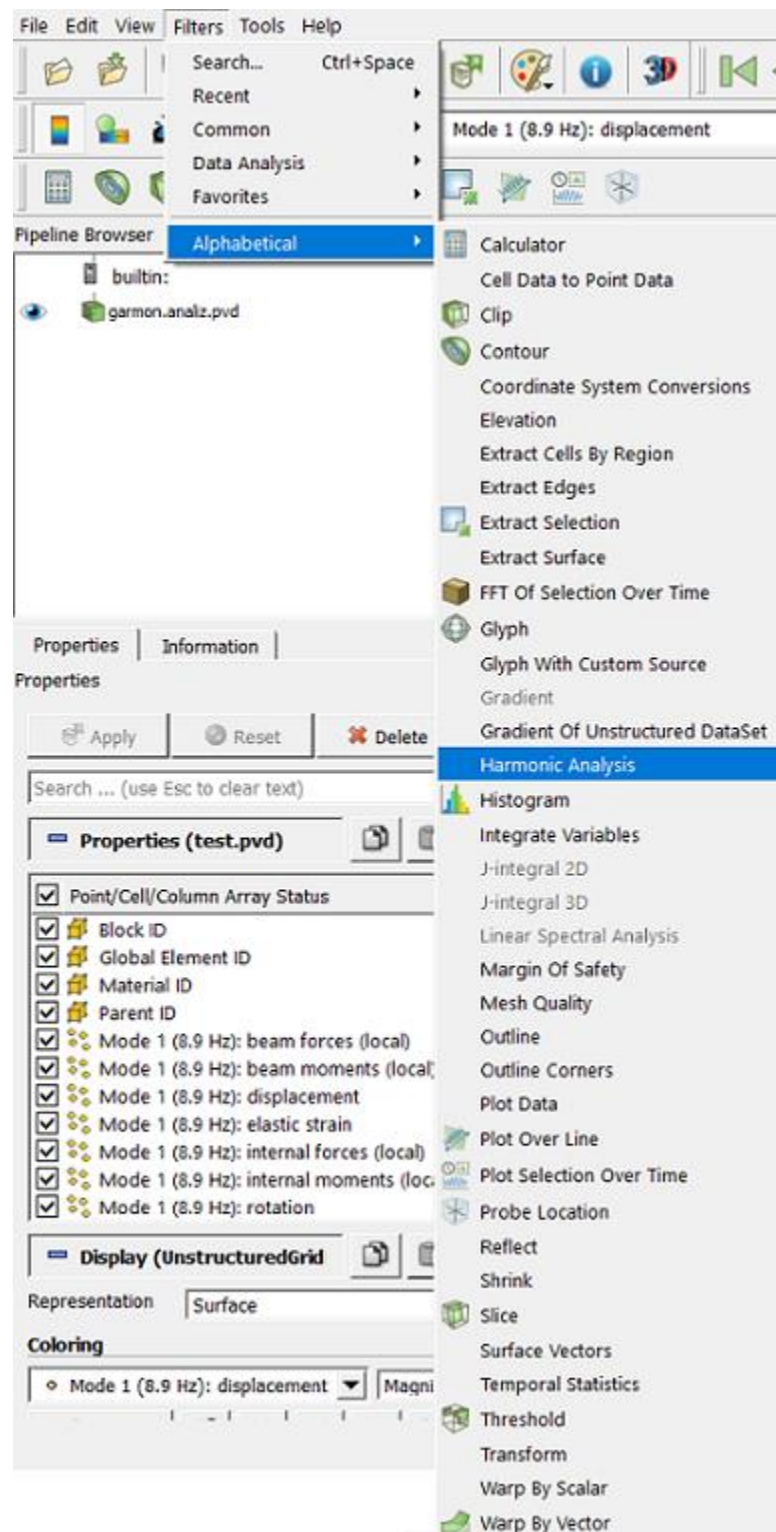 File Edit View Filters Tools Help
Search... Ctrl+Space
Recent
Common
Data Analysis
Favorites
Alphabetical
3D
Mode 1 (8.9 Hz): displacement
Pipeline Browser
builtin:
garmon.analiz.pvd
Calculator
Cell Data to Point Data
Clip
Contour
Coordinate System Conversions
Elevation
Extract Cells By Region
Extract Edges
Extract Selection
Extract Surface
FFT Of Selection Over Time
Glyph
Glyph With Custom Source
Gradient
Gradient Of Unstructured DataSet
Harmonic Analysis
Histogram
Integrate Variables
J-integral 2D
J-integral 3D
Linear Spectral Analysis
Margin Of Safety
Mesh Quality
Outline
Outline Corners
Plot Data
Plot Over Line
Plot Selection Over Time
Probe Location
Reflect
Shrink
Slice
Surface Vectors
Temporal Statistics
Threshold
Transform
Warp By Scalar
Warp By Vector
Properties Information
Properties
Apply Reset Delete
Search ... (use Esc to clear text)
Properties (test.pvd)
Point/Cell/Column Array Status
Block ID
Global Element ID
Material ID
Parent ID
Mode 1 (8.9 Hz): beam forces (local)
Mode 1 (8.9 Hz): beam moments (local
Mode 1 (8.9 Hz): displacement
Mode 1 (8.9 Hz): elastic strain
Mode 1 (8.9 Hz): internal forces (local)
Mode 1 (8.9 Hz): internal moments (loc
Mode 1 (8.9 Hz): rotation
Display (UnstructuredGrid
Representation Surface
Coloring
Mode 1 (8.9 Hz): displacement Magni